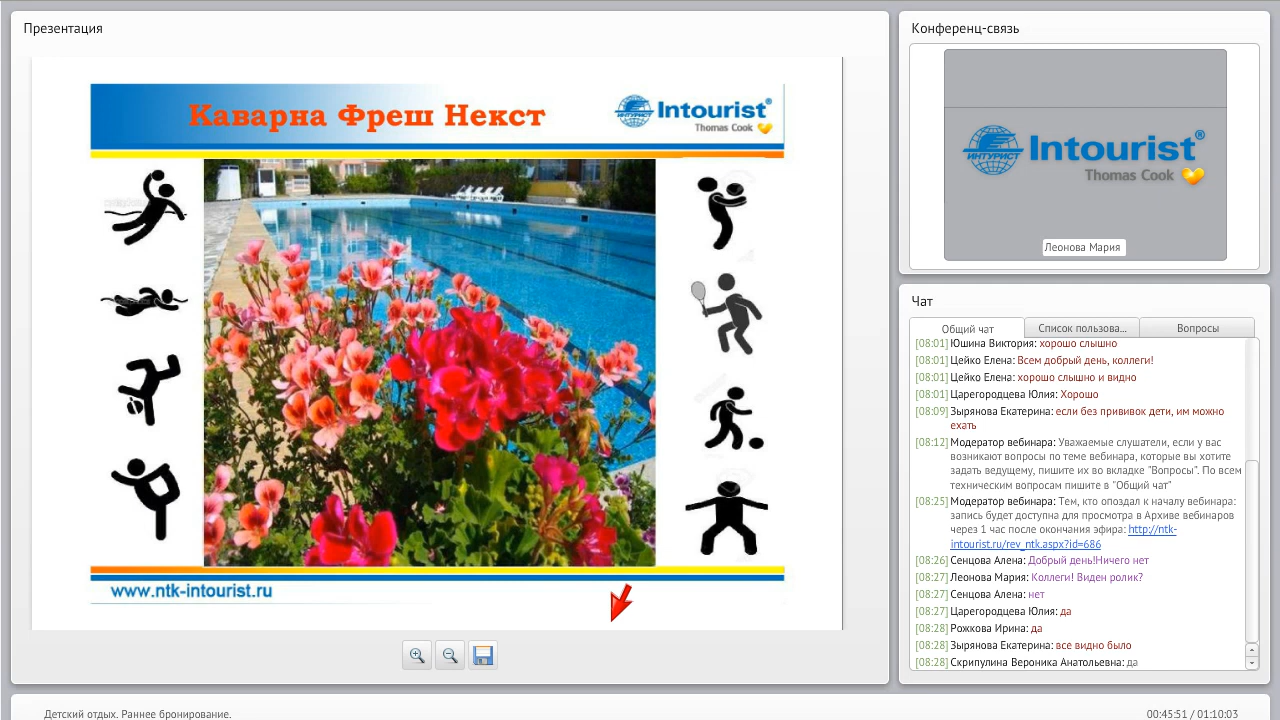 Презентация
Каварна Фреш Некст
ИНТУРИСТ
Intourist®
Thomas Cook
www.ntk-intourist.ru
Конференц-связь
ИНТУРИСТ
Intourist®
Thomas Cook
Леонова Мария
Чат
Общий чат
Список пользова...
Вопросы
[08:01] Юшина Виктория: хорошо слышно
[08:01] Цейко Елена: Всем добрый день, коллеги!
[08:01] Цейко Елена: хорошо слышно и видно
[08:01] Царегородцева Юлия: Хорошо
[08:09] Зырянова Екатерина: если без прививок дети, им можно
ехать
[08:12] Модератор вебинара: Уважаемые слушатели, если у вас
возникают вопросы по теме вебинара, которые вы хотите
задать ведущему, пишите их во вкладке "Вопросы". По всем
техническим вопросам пишите в "Общий чат"
[08:25] Модератор вебинара: Тем, кто опоздал к началу вебинара:
запись будет доступна для просмотра в Архиве вебинаров
через 1 час после окончания эфира: http://ntk-
intourist.ru/rev_ntk.aspx?id=686
[08:26] Сенцова Алена: Добрый день!Ничего нет
[08:27] Леонова Мария: Коллеги! Виден ролик?
[08:27] Сенцова Алена: нет
[08:27] Царегородцева Юлия: да
[08:28] Рожкова Ирина: да
[08:28] Зырянова Екатерина: все видно было
[08:28] Скрипулина Вероника Анатольевна: да
Детский отдых. Раннее бронирование.
00:45:51 / 01:10:03